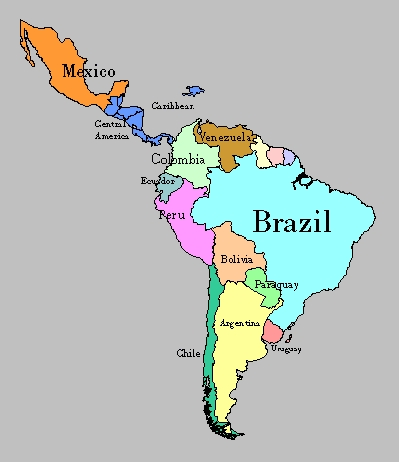 Mexico
Caribbean
Central
America
Venezuela
Colombia
Ecuador
Peru
Brazil
Bolivia
Paraguay
Argentina
Uruguay
Chile